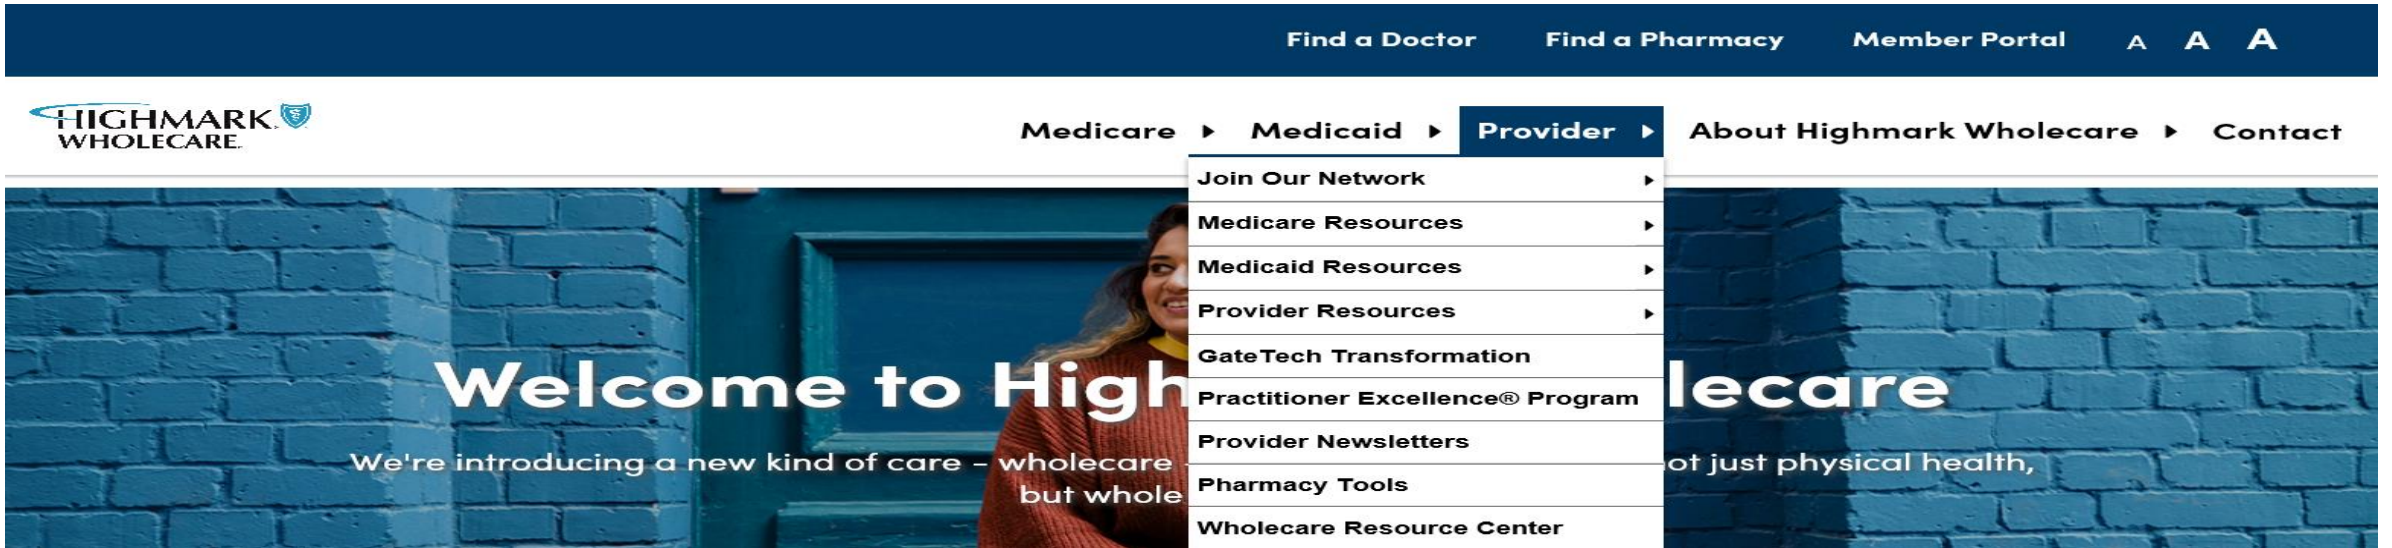 Find a Doctor Find a Pharmacy Member Portal A A A
HIGHMARK
WHOLECARE
Medicare Medicaid Provider About Highmark Wholecare Contact
Join Our Network
Medicare Resources
Medicaid Resources
Provider Resources
GateTech Transformation
Practitioner Excellence® Program
Provider Newsletters
Pharmacy Tools
Wholecare Resource Center
Welcome to High lecare
We're introducing a new kind of care – wholecare ot just physical health,
but whole